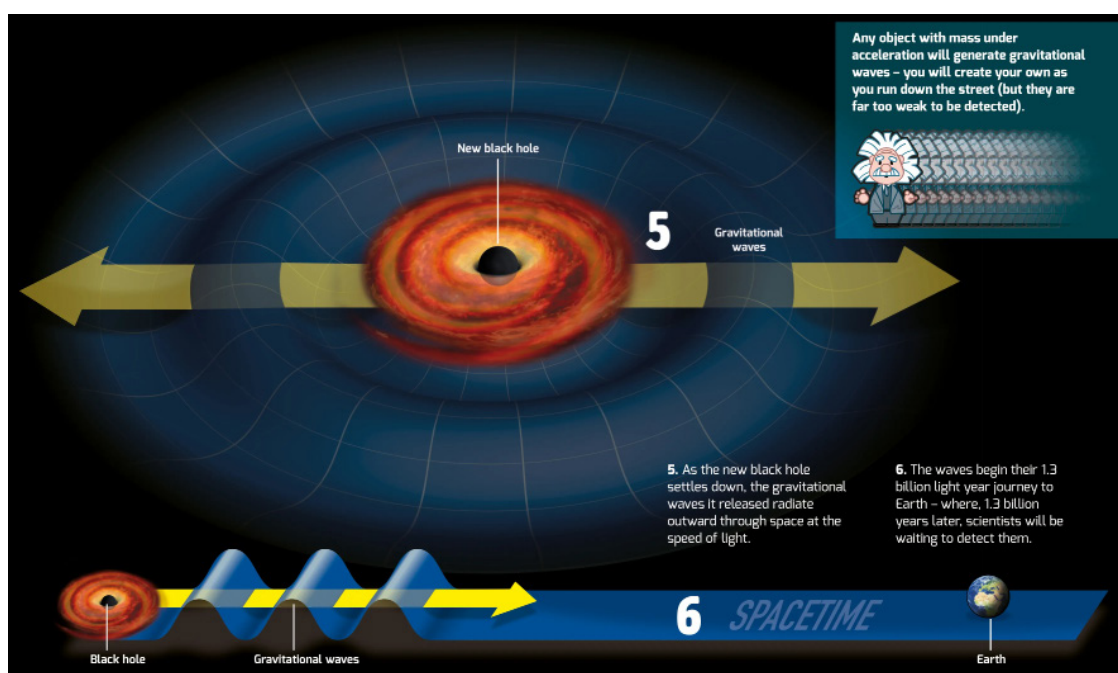 Any object with mass under
acceleration will generate gravitational
waves – you will create your own as
you run down the street (but they are
far too weak to be detected).
New black hole
5
Gravitational
waves
5. As the new black hole
settles down, the gravitational
waves it released radiate
outward through space at the
speed of light.
6. The waves begin their 1.3
billion light year journey to
Earth – where, 1.3 billion
years later, scientists will be
waiting to detect them.
6
SPACETIME
Black hole
Gravitational waves
Earth